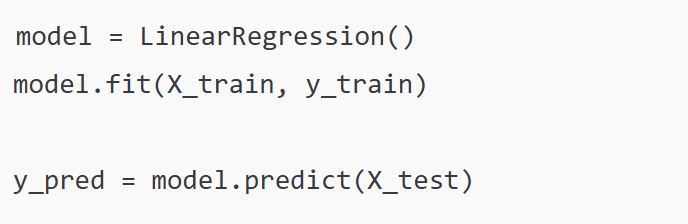 model = LinearRegression()
model.fit(X_train, y_train)
y_pred = model.predict(X_test)